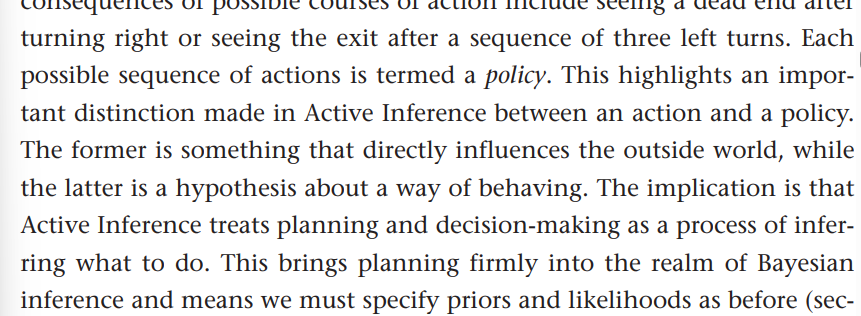 consequences of possible courses of action include seeing a dead end after
turning right or seeing the exit after a sequence of three left turns. Each
possible sequence of actions is termed a policy. This highlights an impor-
tant distinction made in Active Inference between an action and a policy.
The former is something that directly influences the outside world, while
the latter is a hypothesis about a way of behaving. The implication is that
Active Inference treats planning and decision-making as a process of infer-
ring what to do. This brings planning firmly into the realm of Bayesian
inference and means we must specify priors and likelihoods as before (sec-